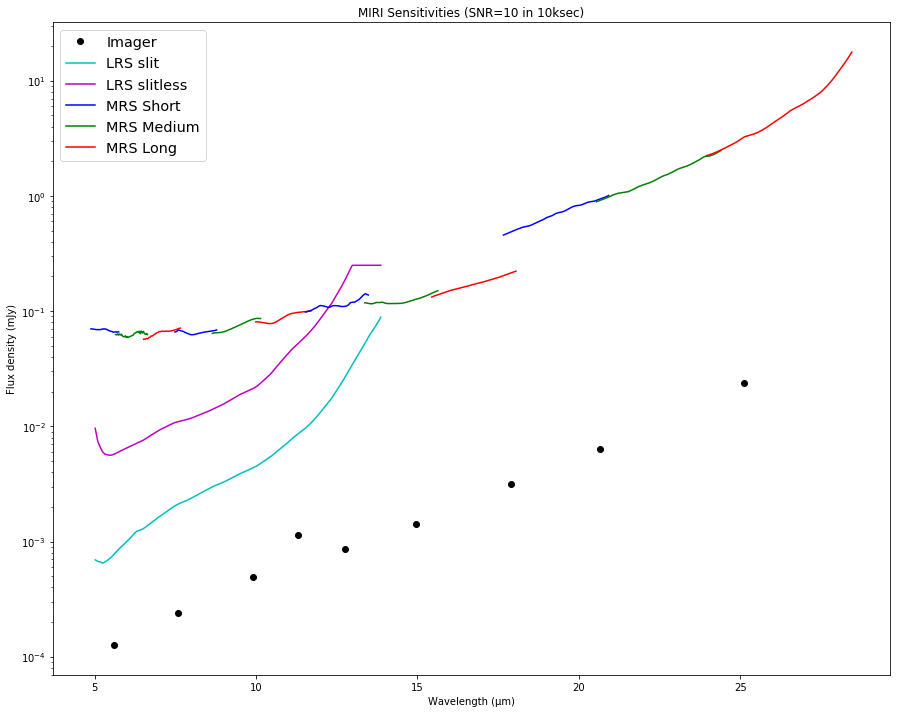 MIRI Sensitivities (SNR=10 in 10ksec)
Imager
LRS slit
LRS slitless
MRS Short
MRS Medium
MRS Long
10¹
10⁰
10⁻¹
10⁻²
10⁻³
10⁻⁴
Flux density (mJy)
5 10 15 20 25
Wavelength (μm)